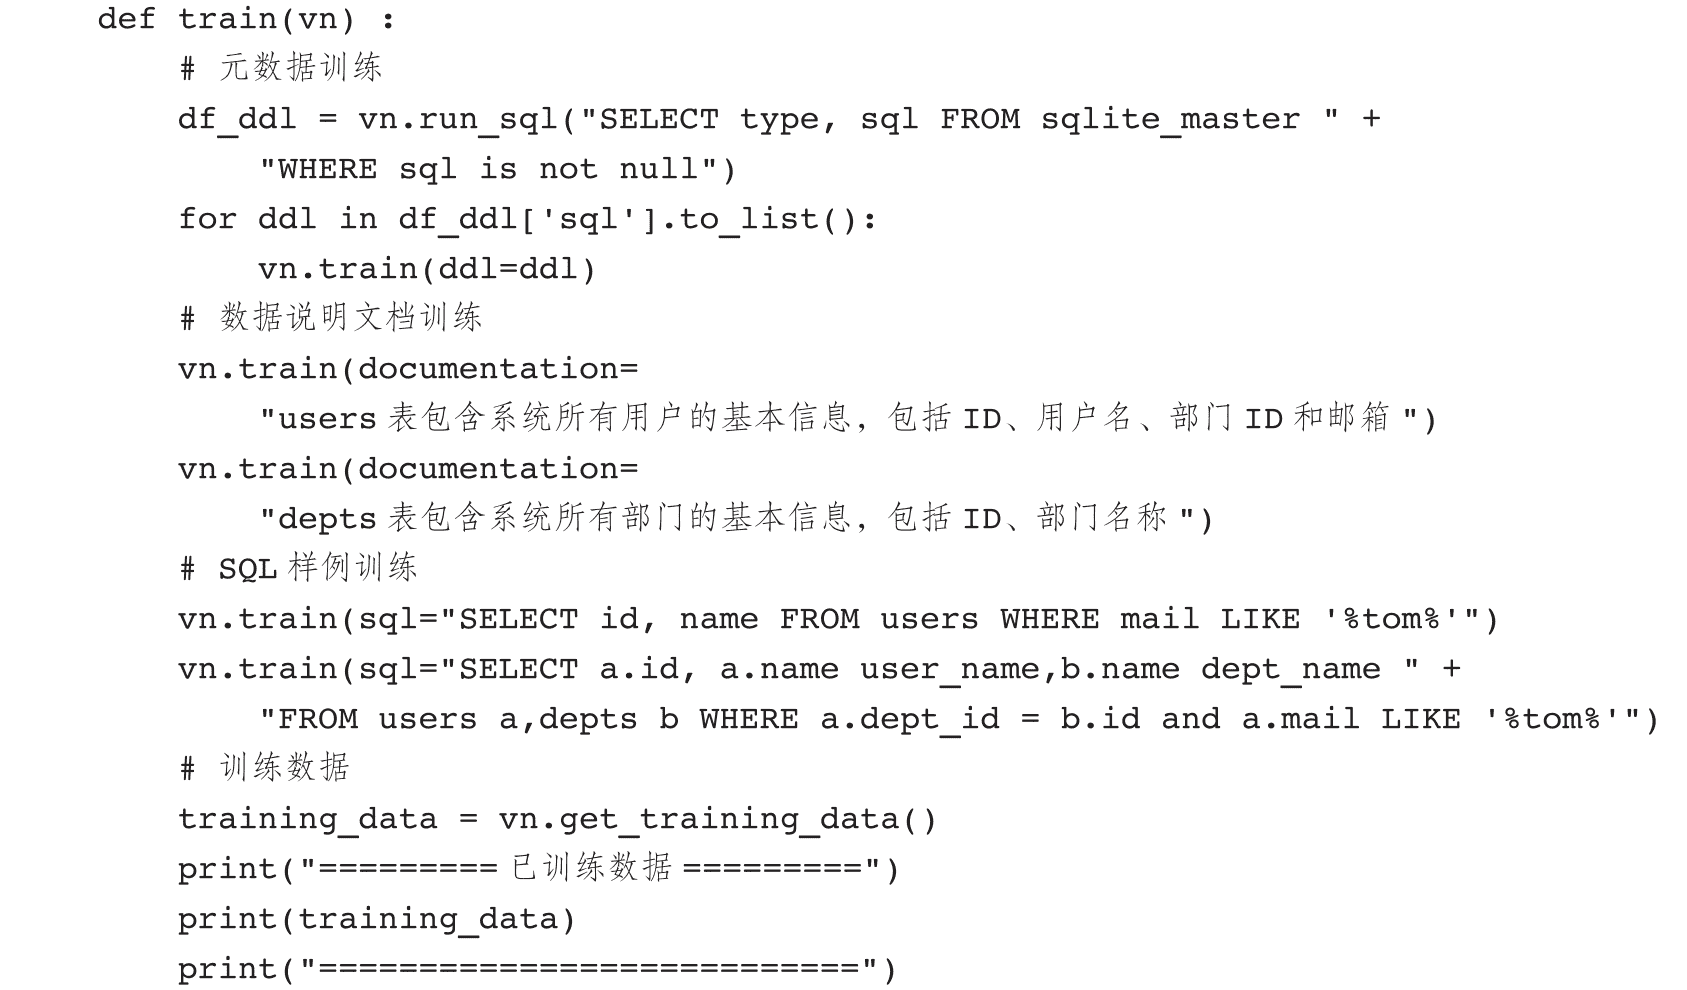 def train(vn) :
    # 元数据训练
    df_ddl = vn.run_sql("SELECT type, sql FROM sqlite_master " +
        "WHERE sql is not null")
    for ddl in df_ddl['sql'].to_list():
        vn.train(ddl=ddl)
    # 数据说明文档训练
    vn.train(documentation=
        "users 表包含系统所有用户的基本信息，包括 ID、用户名、部门 ID 和邮箱 ")
    vn.train(documentation=
        "depts 表包含系统所有部门的基本信息，包括 ID、部门名称 ")
    # SQL 样例训练
    vn.train(sql="SELECT id, name FROM users WHERE mail LIKE '%tom%'")
    vn.train(sql="SELECT a.id, a.name user_name,b.name dept_name " +
        "FROM users a,depts b WHERE a.dept_id = b.id and a.mail LIKE '%tom%'")
    # 训练数据
    training_data = vn.get_training_data()
    print("========= 已训练数据 =========")
    print(training_data)
    print("===========================")